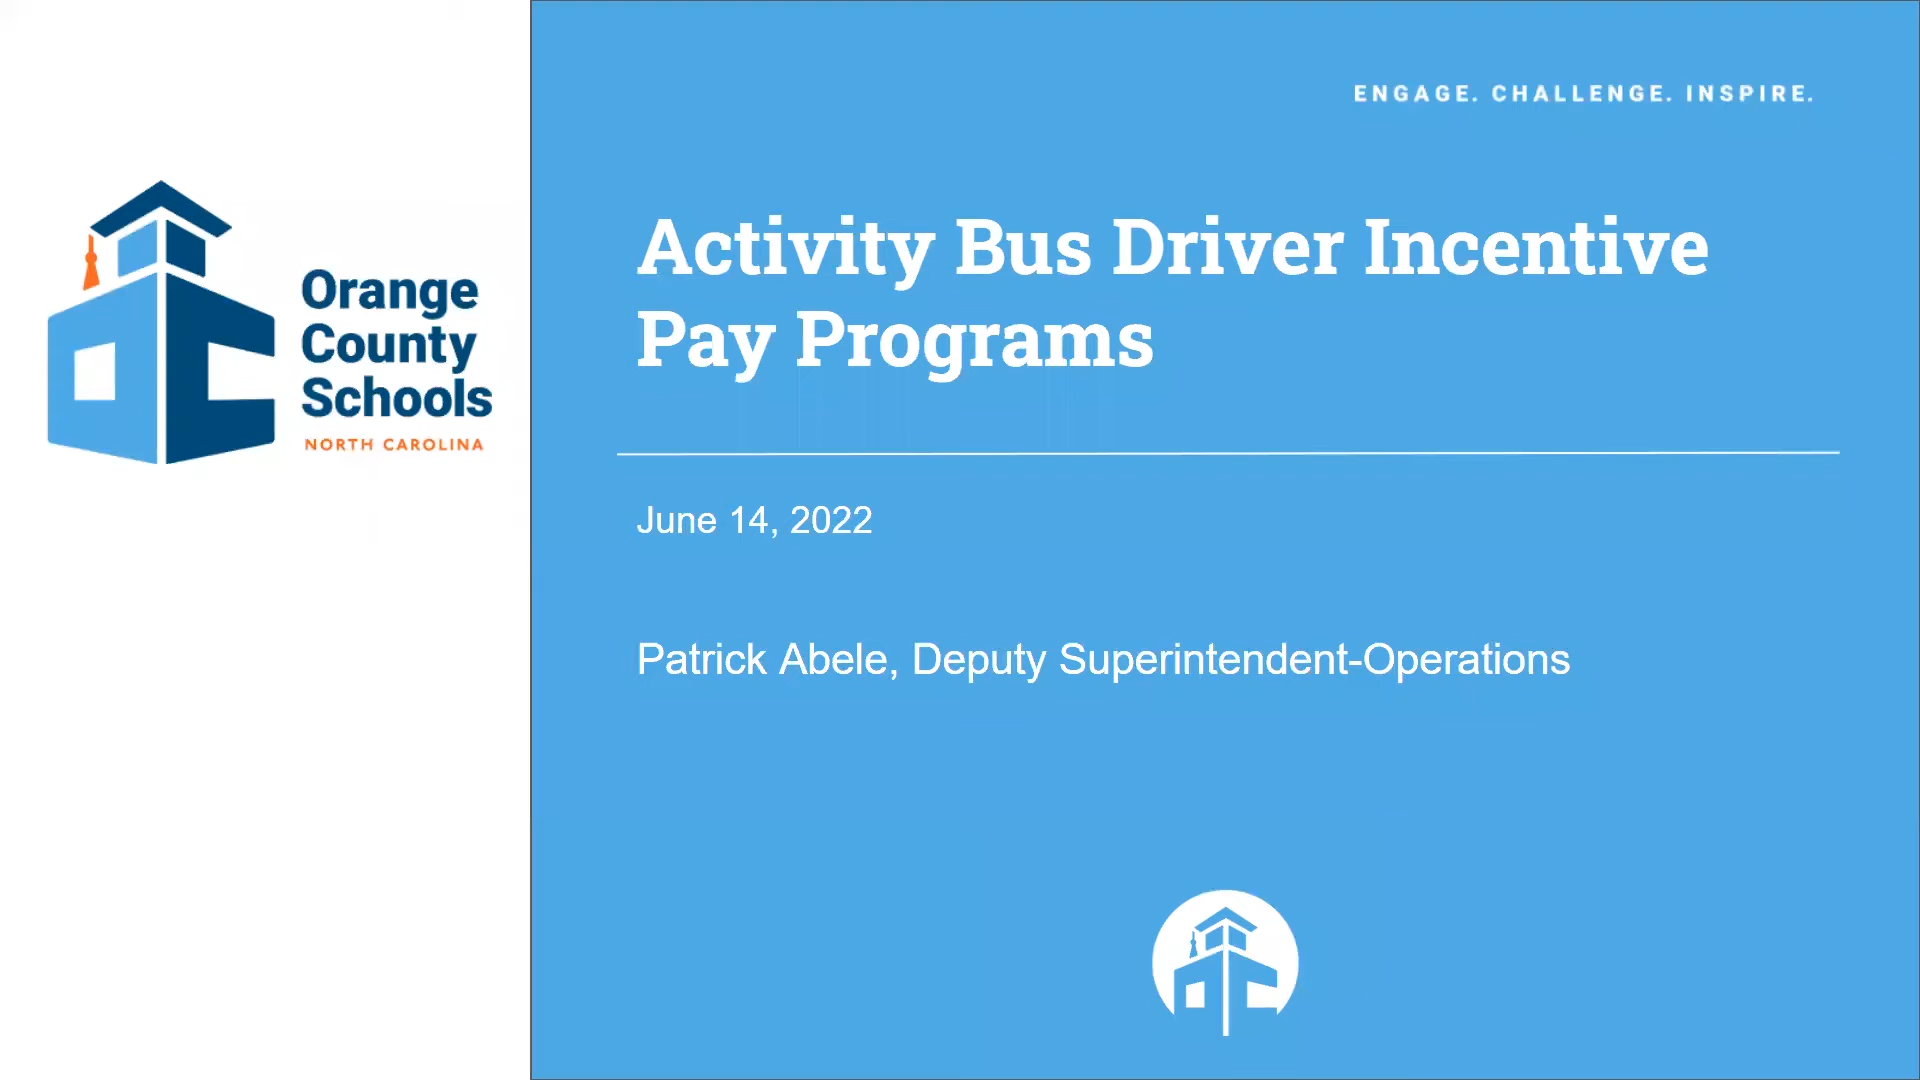 Orange
County
Schools
NORTH CAROLINA
ENGAGE. CHALLENGE. INSPIRE.
Activity Bus Driver Incentive
Pay Programs
June 14, 2022
Patrick Abele, Deputy Superintendent-Operations